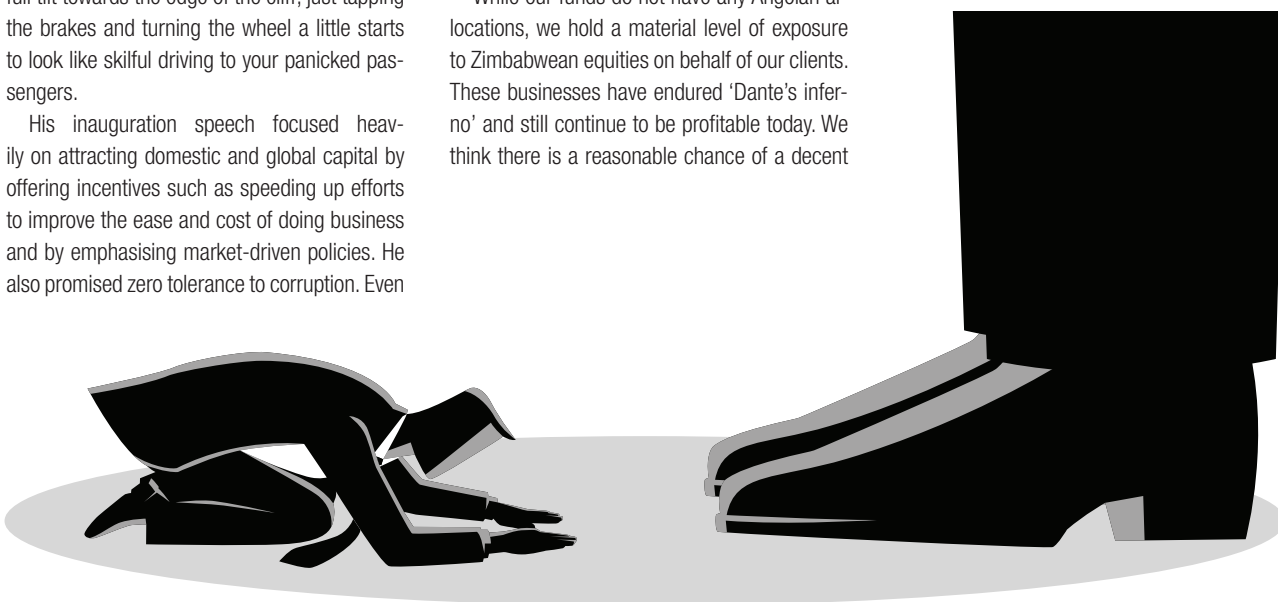 full tilt towards the edge of the cliff, just tapping
the brakes and turning the wheel a little starts
to look like skilful driving to your panicked pas-
sengers.
His inauguration speech focused heav-
ily on attracting domestic and global capital by
offering incentives such as speeding up efforts
to improve the ease and cost of doing business
and by emphasising market-driven policies. He
also promised zero tolerance to corruption. Even
While our funds do not have any Angolan al-
locations, we hold a material level of exposure
to Zimbabwean equities on behalf of our clients.
These businesses have endured ‘Dante’s infer-
no’ and still continue to be profitable today. We
think there is a reasonable chance of a decent